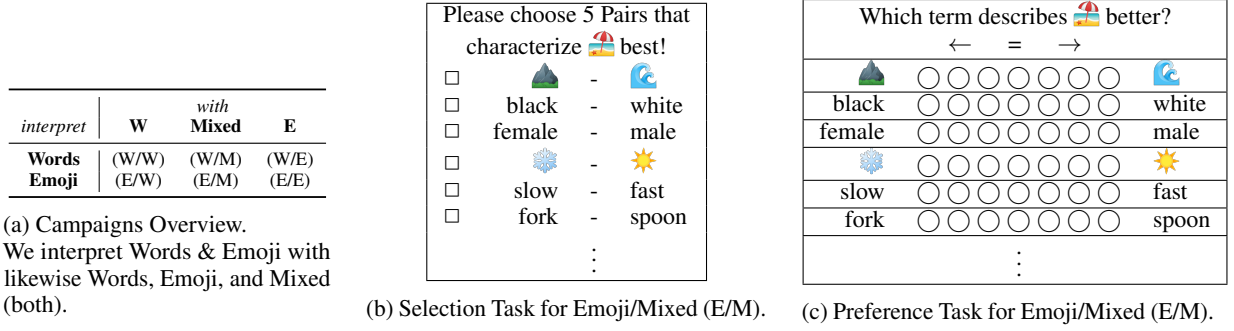 with
interpret W Mixed E
Words (W/W) (W/M) (W/E)
Emoji (E/W) (E/M) (E/E)
(a) Campaigns Overview.
We interpret Words & Emoji with
likewise Words, Emoji, and Mixed
(both).
Please choose 5 Pairs that
characterize 🏖️ best!
☐ ⛰️ - 🌊
☐ black - white
☐ female - male
☐ ❄️ - ☀️
☐ slow - fast
☐ fork - spoon
⋮
(b) Selection Task for Emoji/Mixed (E/M).
Which term describes 🏖️ better?
← = →
⛰️ ○ ○ ○ ○ ○ ○ ○ 🌊
black ○ ○ ○ ○ ○ ○ ○ white
female ○ ○ ○ ○ ○ ○ ○ male
❄️ ○ ○ ○ ○ ○ ○ ○ ☀️
slow ○ ○ ○ ○ ○ ○ ○ fast
fork ○ ○ ○ ○ ○ ○ ○ spoon
⋮
(c) Preference Task for Emoji/Mixed (E/M).